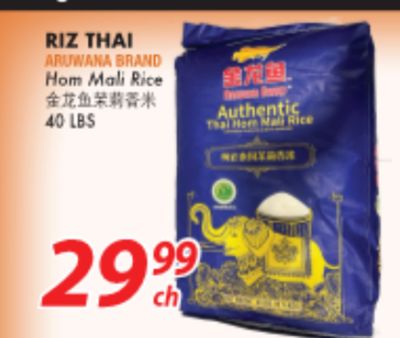 RIZ THAI
ARUWANA BRAND
Hom Mali Rice
金龙鱼茉莉香米
40 LBS
29.99
ch
金龙鱼
Authentic
Thai Hom Mali Rice